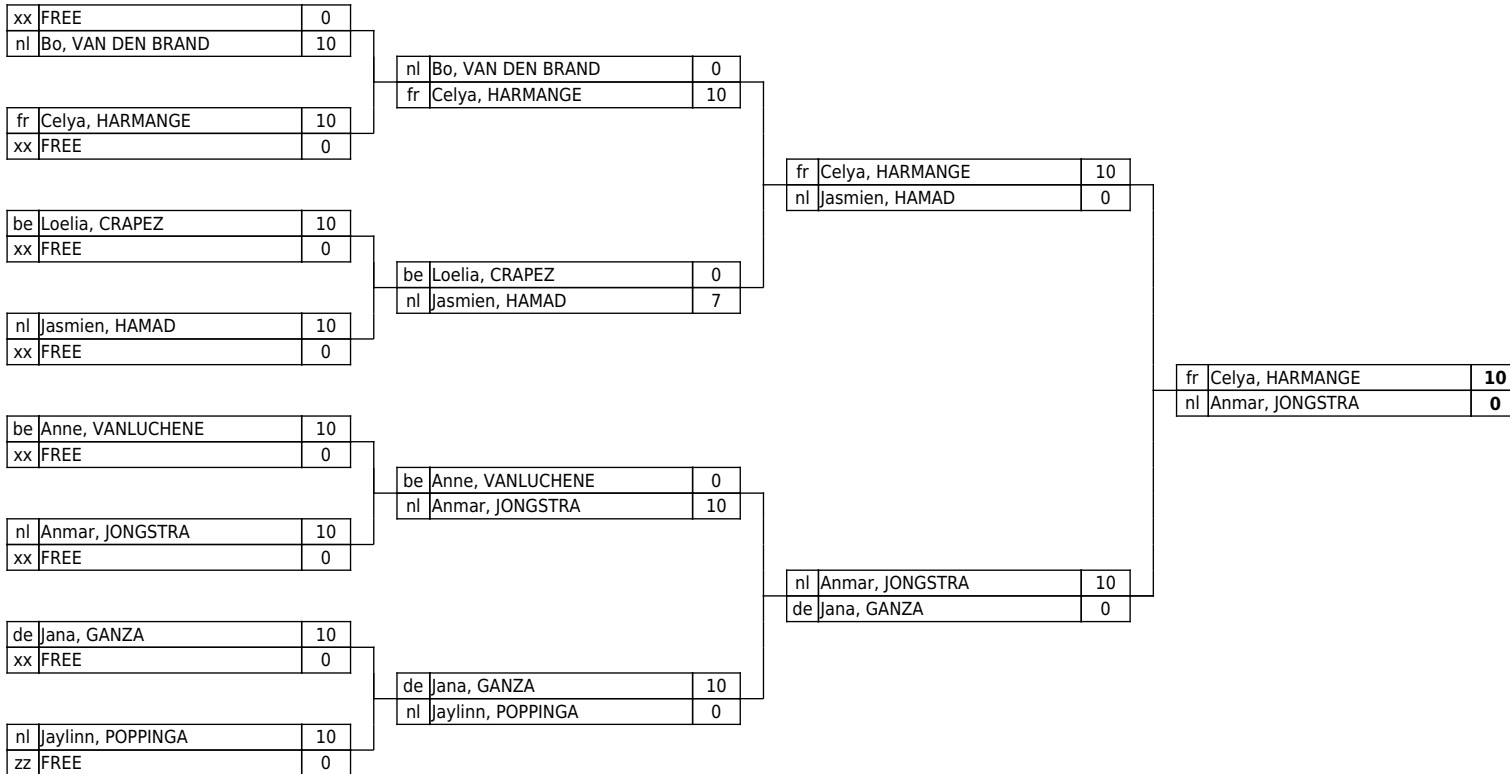 xx FREE 0
nl Bo, VAN DEN BRAND 10
fr Celya, HARMANGE 10
xx FREE 0
be Loelia, CRAPEZ 10
xx FREE 0
nl Jasmien, HAMAD 10
xx FREE 0
be Anne, VANLUCHENE 10
xx FREE 0
nl Anmar, JONGSTRA 10
xx FREE 0
de Jana, GANZA 10
xx FREE 0
nl Jaylinn, POPPINGA 10
zz FREE 0
nl Bo, VAN DEN BRAND 0
fr Celya, HARMANGE 10
be Loelia, CRAPEZ 0
nl Jasmien, HAMAD 7
be Anne, VANLUCHENE 0
nl Anmar, JONGSTRA 10
de Jana, GANZA 10
nl Jaylinn, POPPINGA 0
fr Celya, HARMANGE 10
nl Jasmien, HAMAD 0
nl Anmar, JONGSTRA 10
de Jana, GANZA 0
fr Celya, HARMANGE 10
nl Anmar, JONGSTRA 0